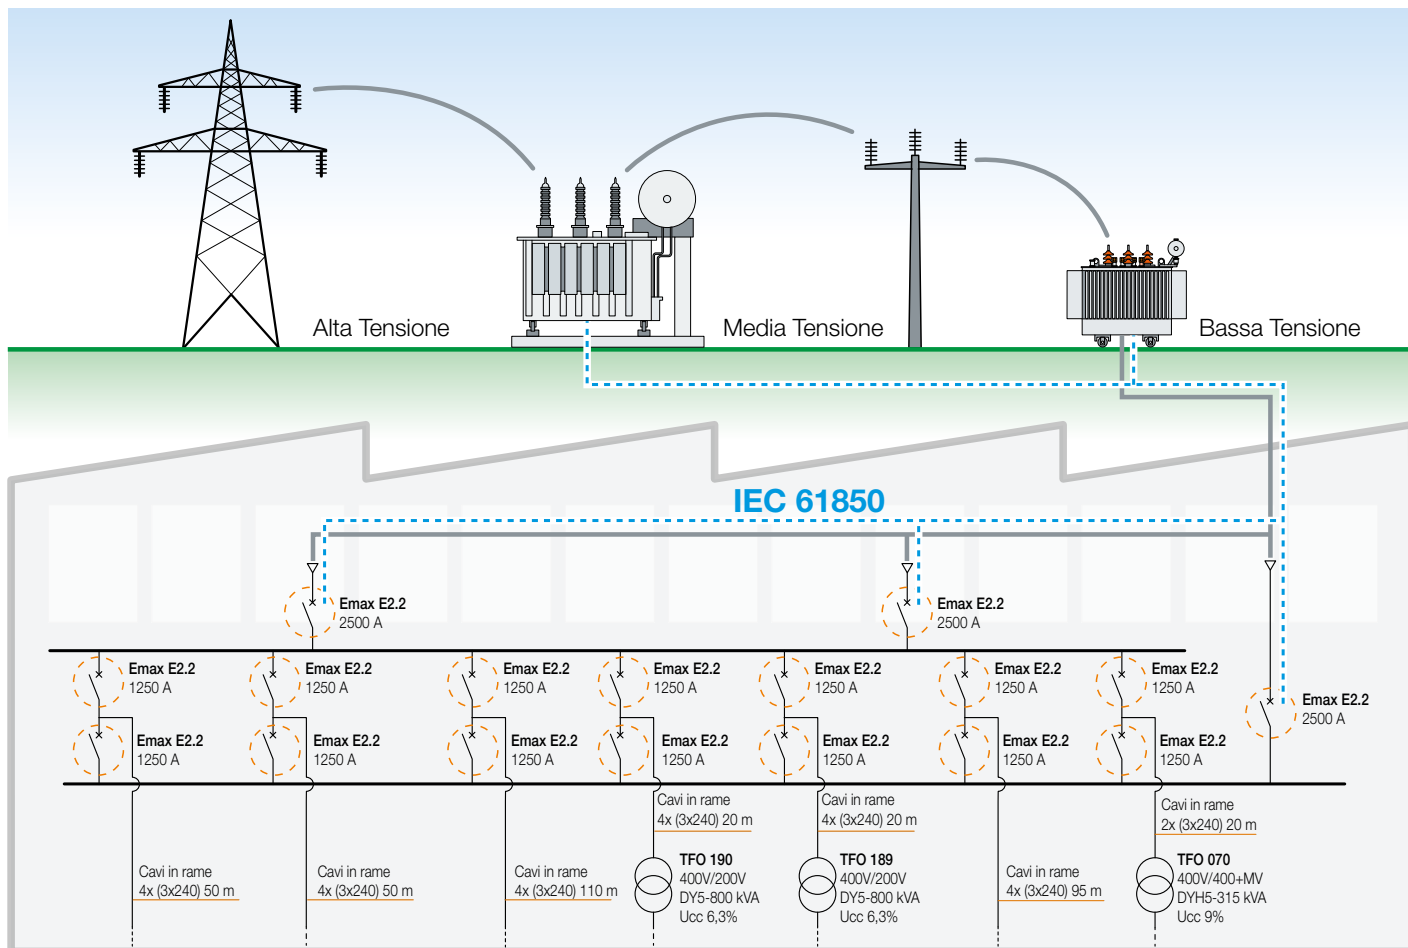 Alta Tensione
Media Tensione
Bassa Tensione
IEC 61850
Emax E2.2
2500 A
Emax E2.2
2500 A
Emax E2.2
1250 A
Emax E2.2
1250 A
Emax E2.2
1250 A
Emax E2.2
1250 A
Emax E2.2
1250 A
Emax E2.2
1250 A
Emax E2.2
1250 A
Emax E2.2
2500 A
Emax E2.2
1250 A
Emax E2.2
1250 A
Emax E2.2
1250 A
Emax E2.2
1250 A
Emax E2.2
1250 A
Emax E2.2
1250 A
Emax E2.2
1250 A
Cavi in rame
4x (3x240) 20 m
Cavi in rame
4x (3x240) 20 m
Cavi in rame
2x (3x240) 20 m
Cavi in rame
4x (3x240) 50 m
Cavi in rame
4x (3x240) 50 m
Cavi in rame
4x (3x240) 110 m
TFO 190
400V/200V
DY5-800 kVA
Ucc 6,3%
TFO 189
400V/200V
DY5-800 kVA
Ucc 6,3%
Cavi in rame
4x (3x240) 95 m
TFO 070
400V/400+MV
DYH5-315 kVA
Ucc 9%